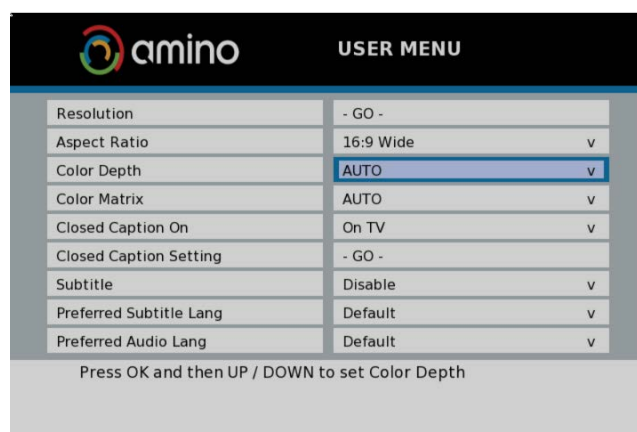 amino
USER MENU
Resolution - GO -
Aspect Ratio 16:9 Wide v
Color Depth AUTO v
Color Matrix AUTO v
Closed Caption On On TV v
Closed Caption Setting - GO -
Subtitle Disable v
Preferred Subtitle Lang Default v
Preferred Audio Lang Default v
Press OK and then UP / DOWN to set Color Depth